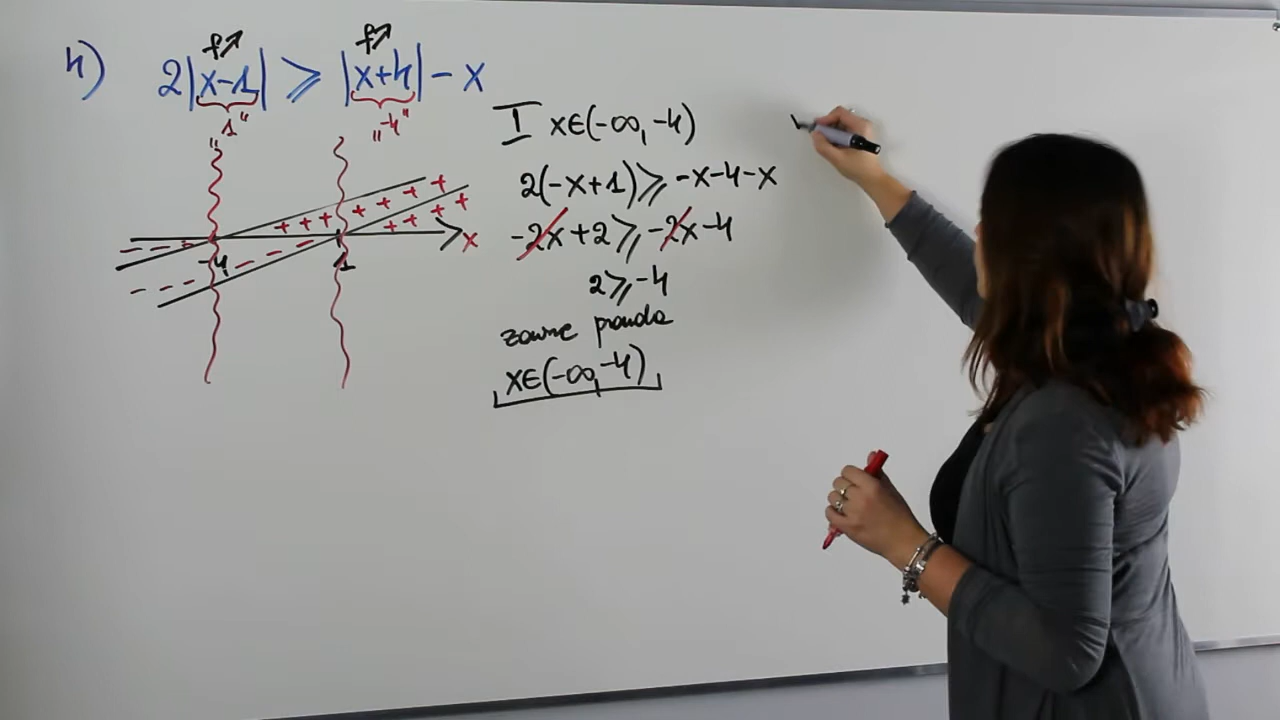 4) 2|x-1| ≥ |x+4| - x
f↗ f↗
„1" „-4"
-4 1 x
I x∈(-∞,-4)
2(-x+1) ≥ -x-4-x
-2x+2 ≥ -2x-4
2 ≥ -4
zawsze prawda
x∈(-∞,-4)